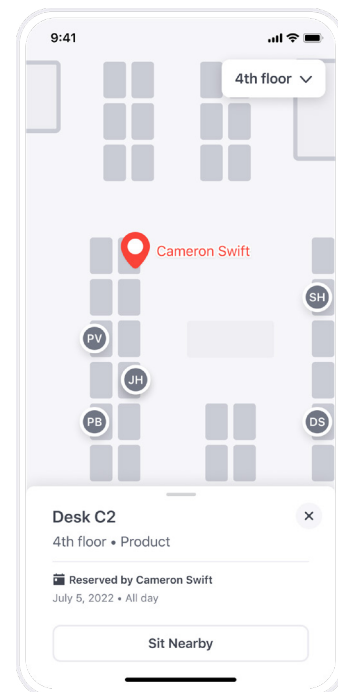 9:41
4th floor
Cameron Swift
SH
PV
JH
PB
DS
Desk C2
4th floor • Product
Reserved by Cameron Swift
July 5, 2022 • All day
Sit Nearby